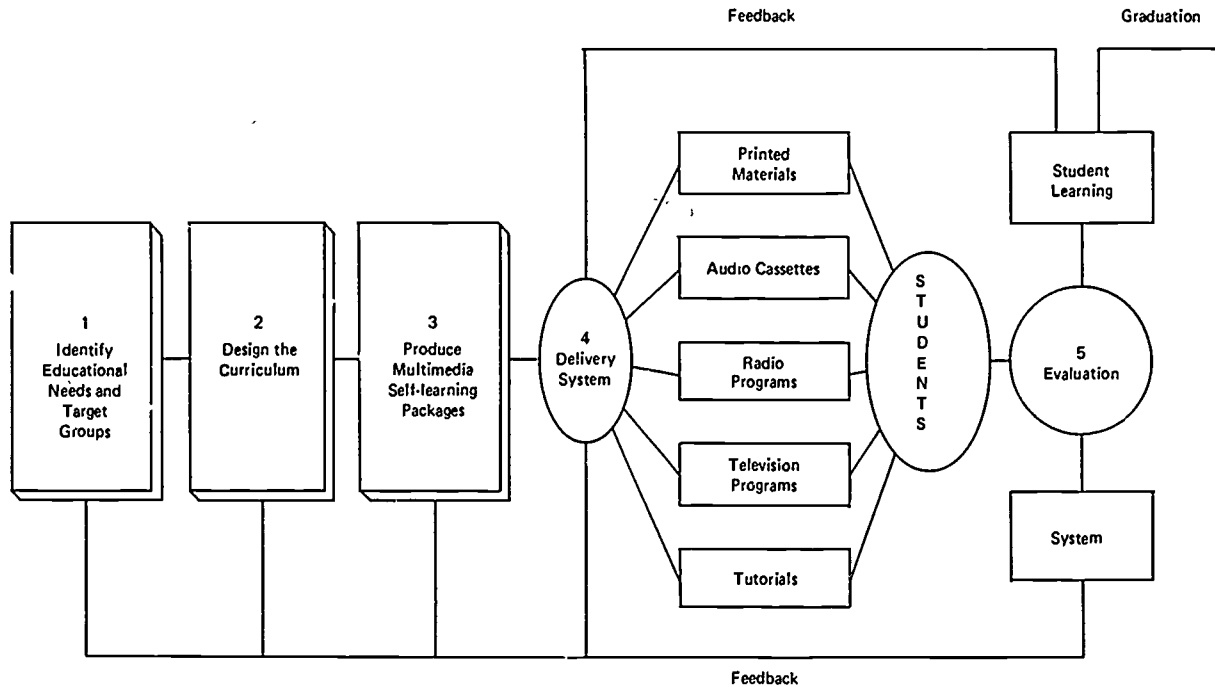 Feedback
Graduation
1
Identify
Educational
Needs and
Target
Groups
2
Design the
Curriculum
3
Produce
Multimedia
Self-learning
Packages
4
Delivery
System
Printed
Materials
Audio Cassettes
Radio
Programs
Television
Programs
Tutorials
S
T
U
D
E
N
T
S
Student
Learning
5
Evaluation
System
Feedback